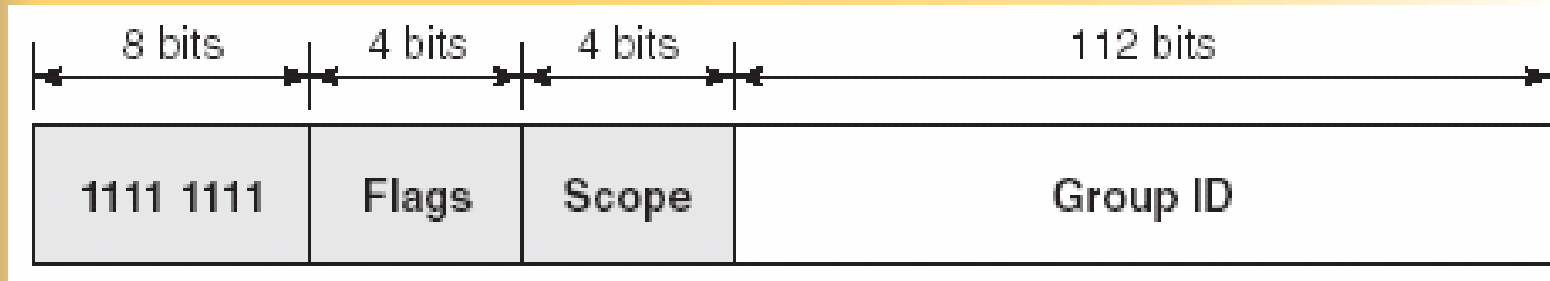 8 bits 4 bits 4 bits 112 bits
1111 1111 Flags Scope Group ID